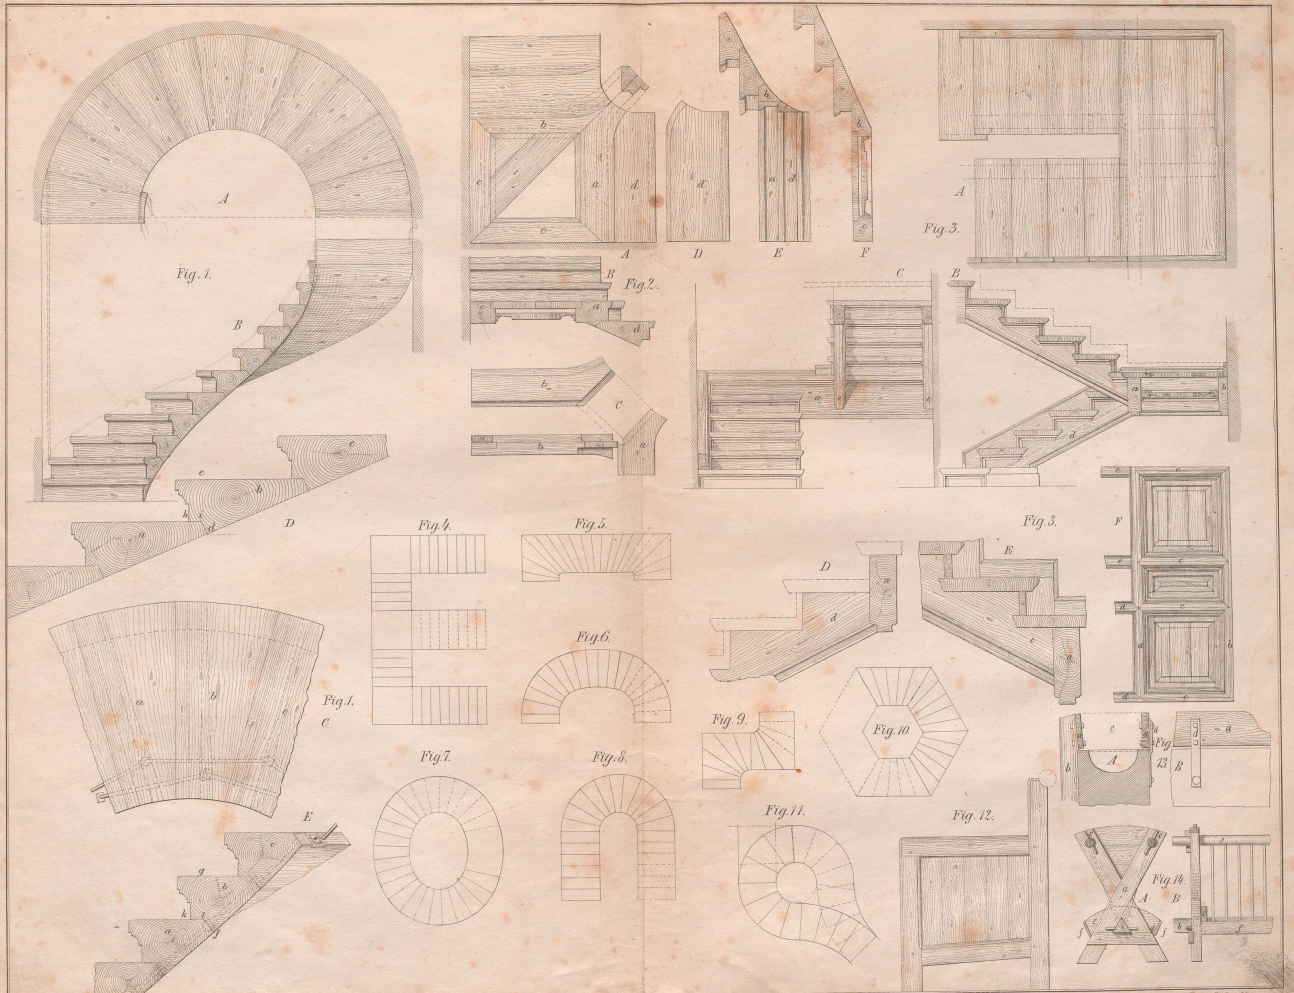 A
Fig. 1.
B
e
c
k i b
d
D
a
a b c
Fig. 1.
C
E
c
g
b
k i
a f
b
c a d d a d
c
A D E F
B
Fig. 2.
c a d
b
C
b a
h
b
c
A
Fig. 3.
C B
a a b
c c
d
Fig. 3.
D E
a
d
e
a
F
e c
e c
d c
a b
d c
Fig. 4. Fig. 5.
Fig. 6.
Fig. 7. Fig. 8.
Fig. 9. Fig. 10.
Fig. 11. Fig. 12.
c d a
Fig. 13.
A B
b
Fig. 14.
a A B
e
f f b f